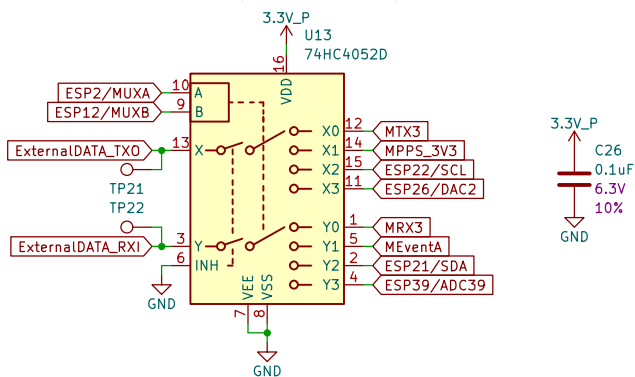 3.3V_P
U13
74HC4052D
16
VDD
ESP2/MUXA
10
A
ESP12/MUXB
9
B
ExternalDATA_TXO
13
X
TP21
TP22
ExternalDATA_RXI
3
Y
6
INH
GND
X0
12
MTX3
X1
14
MPPS_3V3
X2
15
ESP22/SCL
X3
11
ESP26/DAC2
Y0
1
MRX3
Y1
5
MEventA
Y2
2
ESP21/SDA
Y3
4
ESP39/ADC39
VEE
VSS
7
8
GND
3.3V_P
C26
0.1uF
6.3V
10%
GND